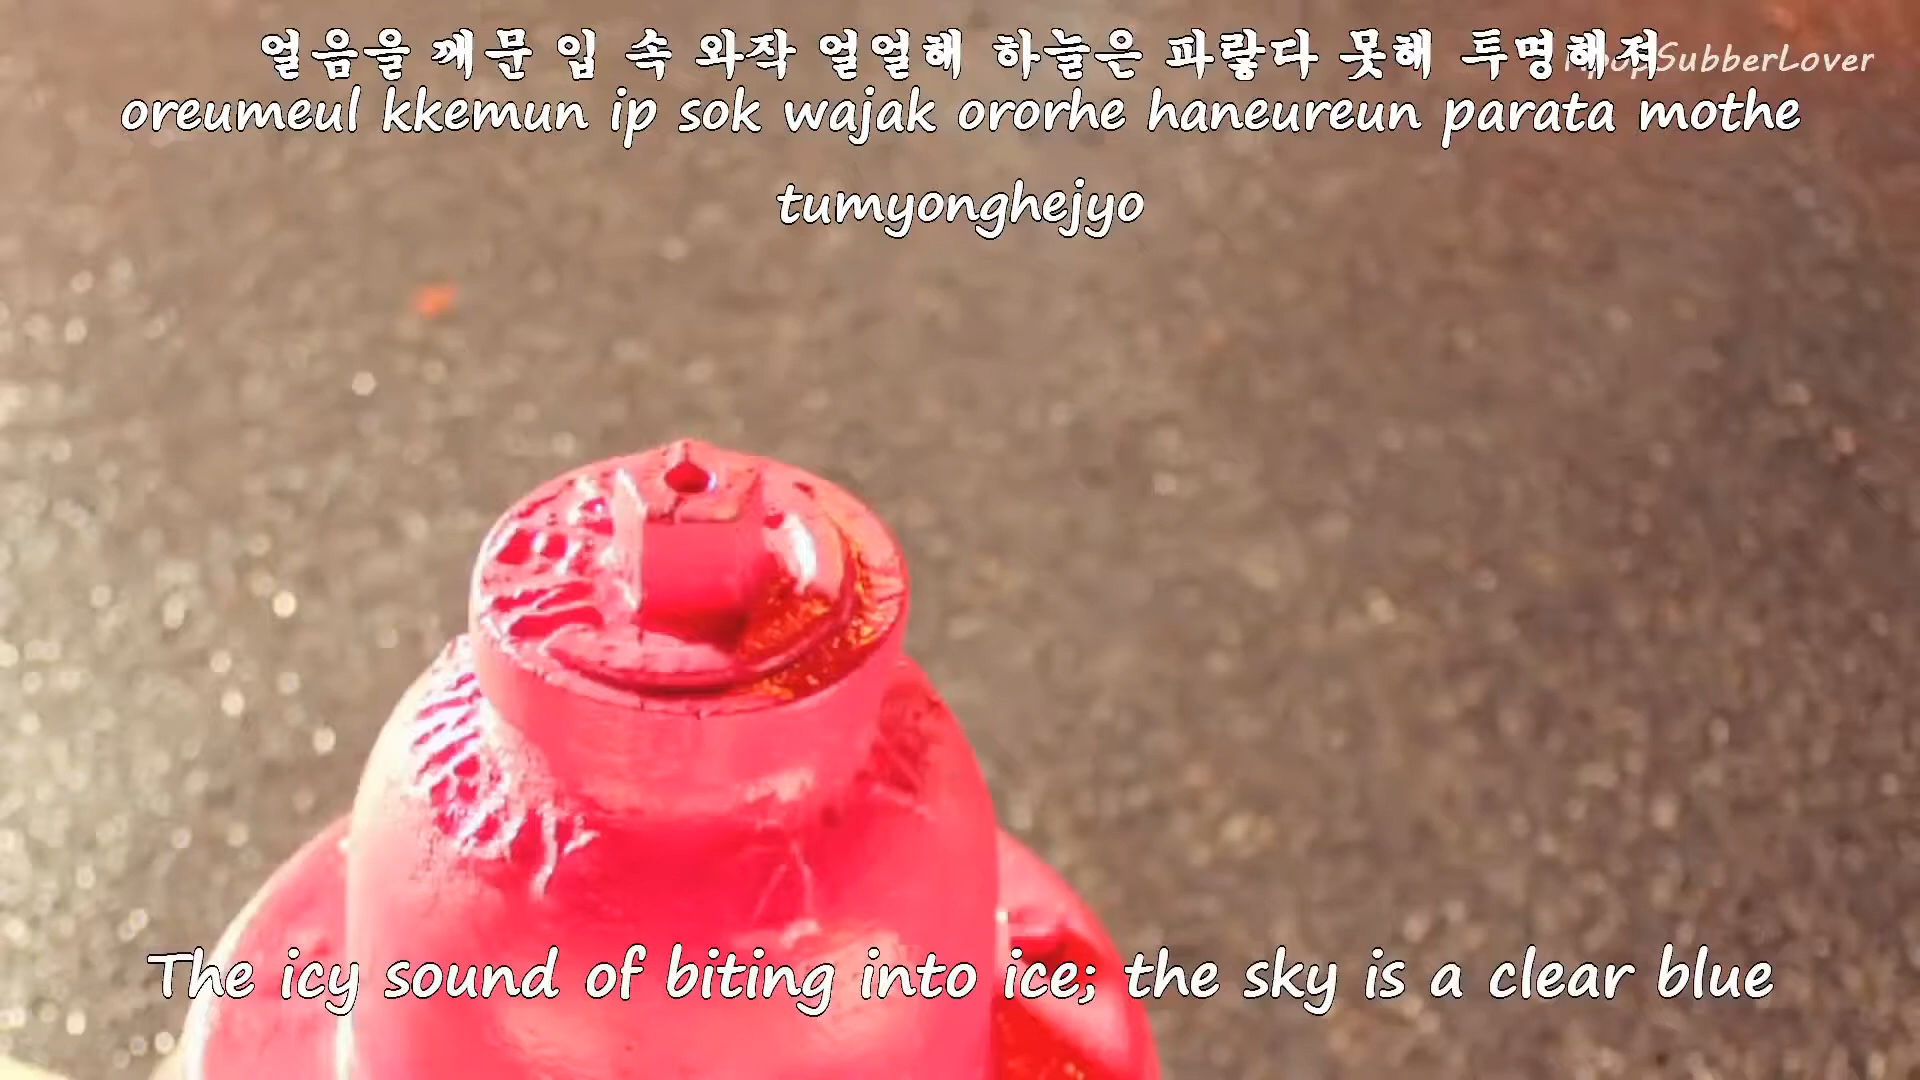 얼음을 깨문 입 속 와작 얼얼해 하늘은 파랗다 못해 투명해져
KpopSubberLover
oreumeul kkemun ip sok wajak ororhe haneureun parata mothe
tumyonghejyo
The icy sound of biting into ice; the sky is a clear blue